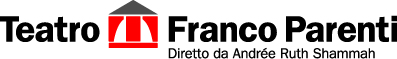 Teatro Franco Parenti
Diretto da Andrée Ruth Shammah